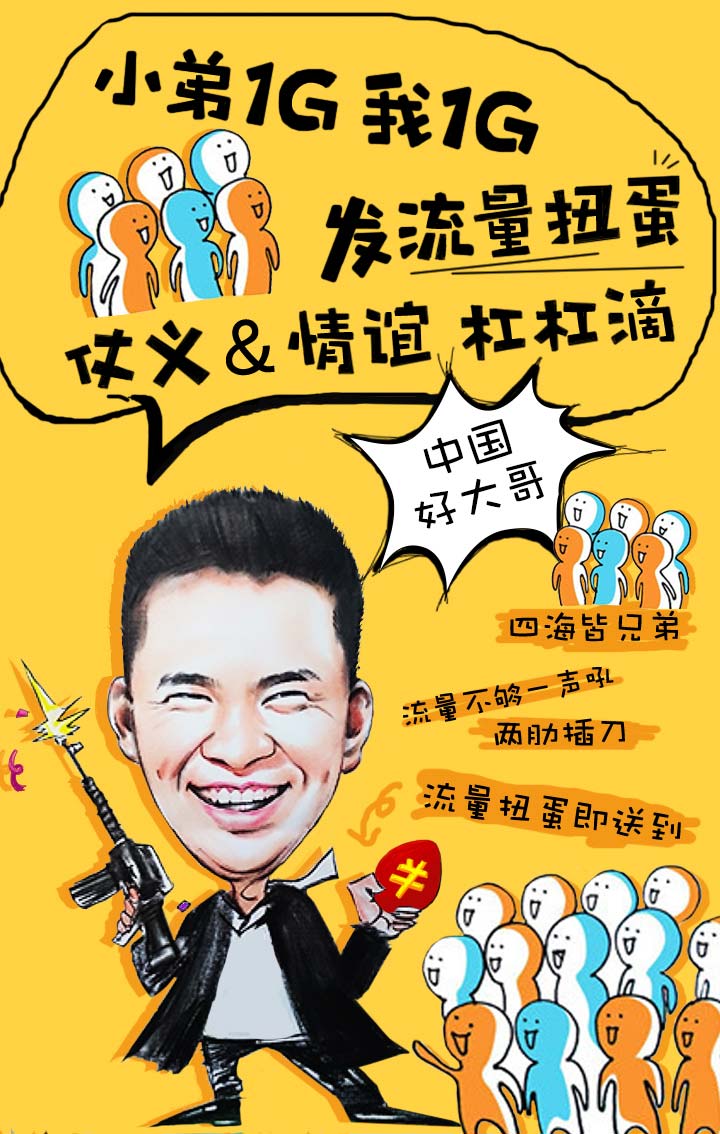 小弟1G 我1G
发流量扭蛋
仗义&情谊 杠杠滴
中国
好大哥
四海皆兄弟
流量不够一声吼
两肋插刀
流量扭蛋即送到
¥